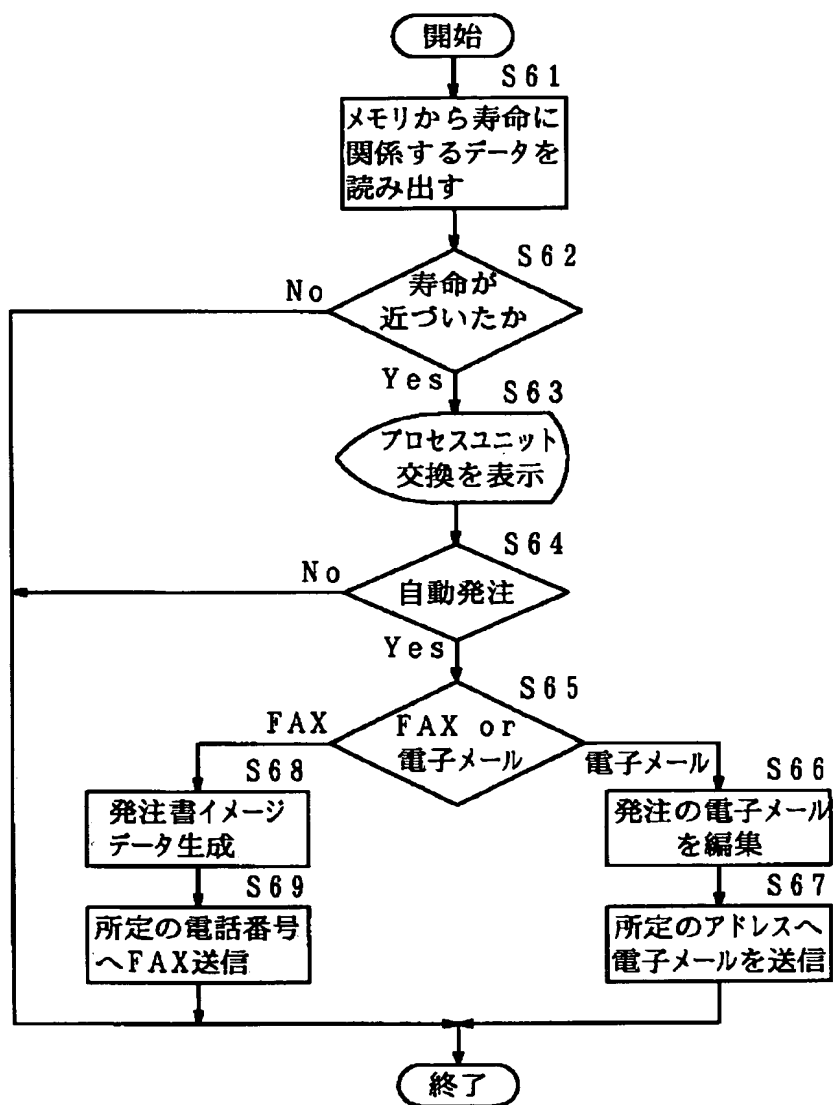 開始
S61
メモリから寿命に
関係するデータを
読み出す
S62
No
寿命が
近づいたか
Yes
S63
プロセスユニット
交換を表示
S64
No
自動発注
Yes
S65
FAX
FAX or
電子メール
電子メール
S68
S66
発注書イメージ
データ生成
発注の電子メール
を編集
S69
S67
所定の電話番号
へFAX送信
所定のアドレスへ
電子メールを送信
終了